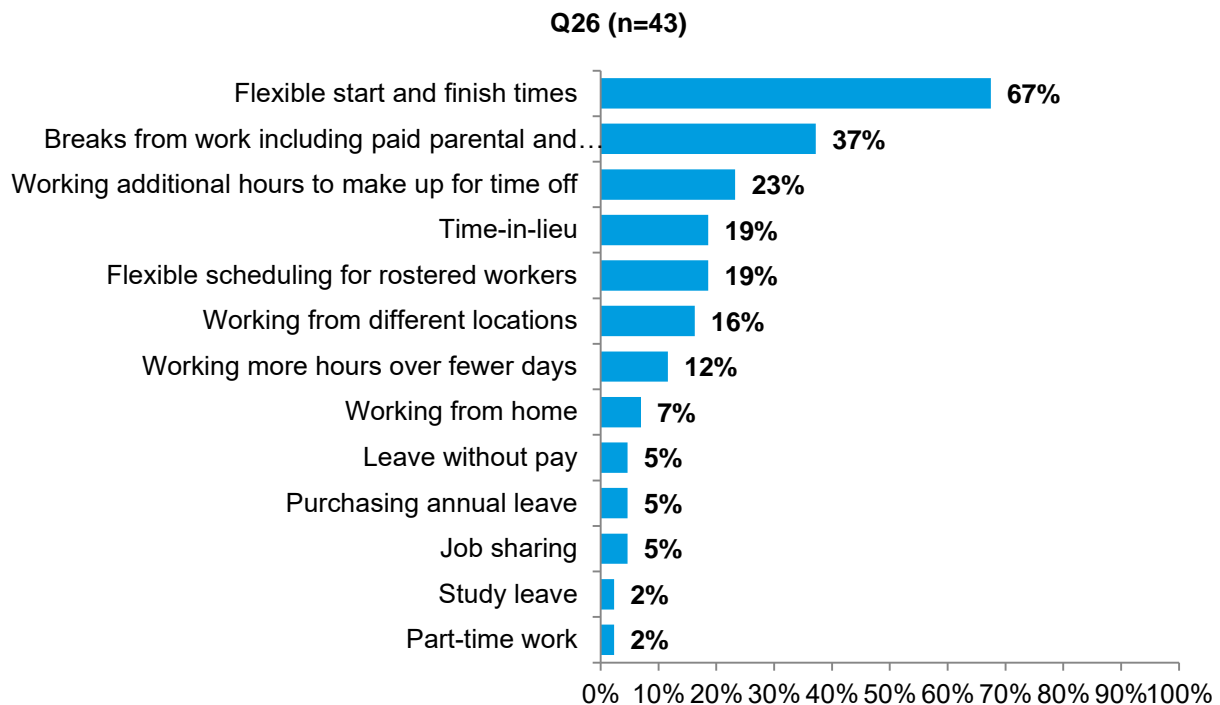 Q26 (n=43)
Flexible start and finish times 67%
Breaks from work including paid parental and… 37%
Working additional hours to make up for time off 23%
Time-in-lieu 19%
Flexible scheduling for rostered workers 19%
Working from different locations 16%
Working more hours over fewer days 12%
Working from home 7%
Leave without pay 5%
Purchasing annual leave 5%
Job sharing 5%
Study leave 2%
Part-time work 2%
0% 10% 20% 30% 40% 50% 60% 70% 80% 90% 100%